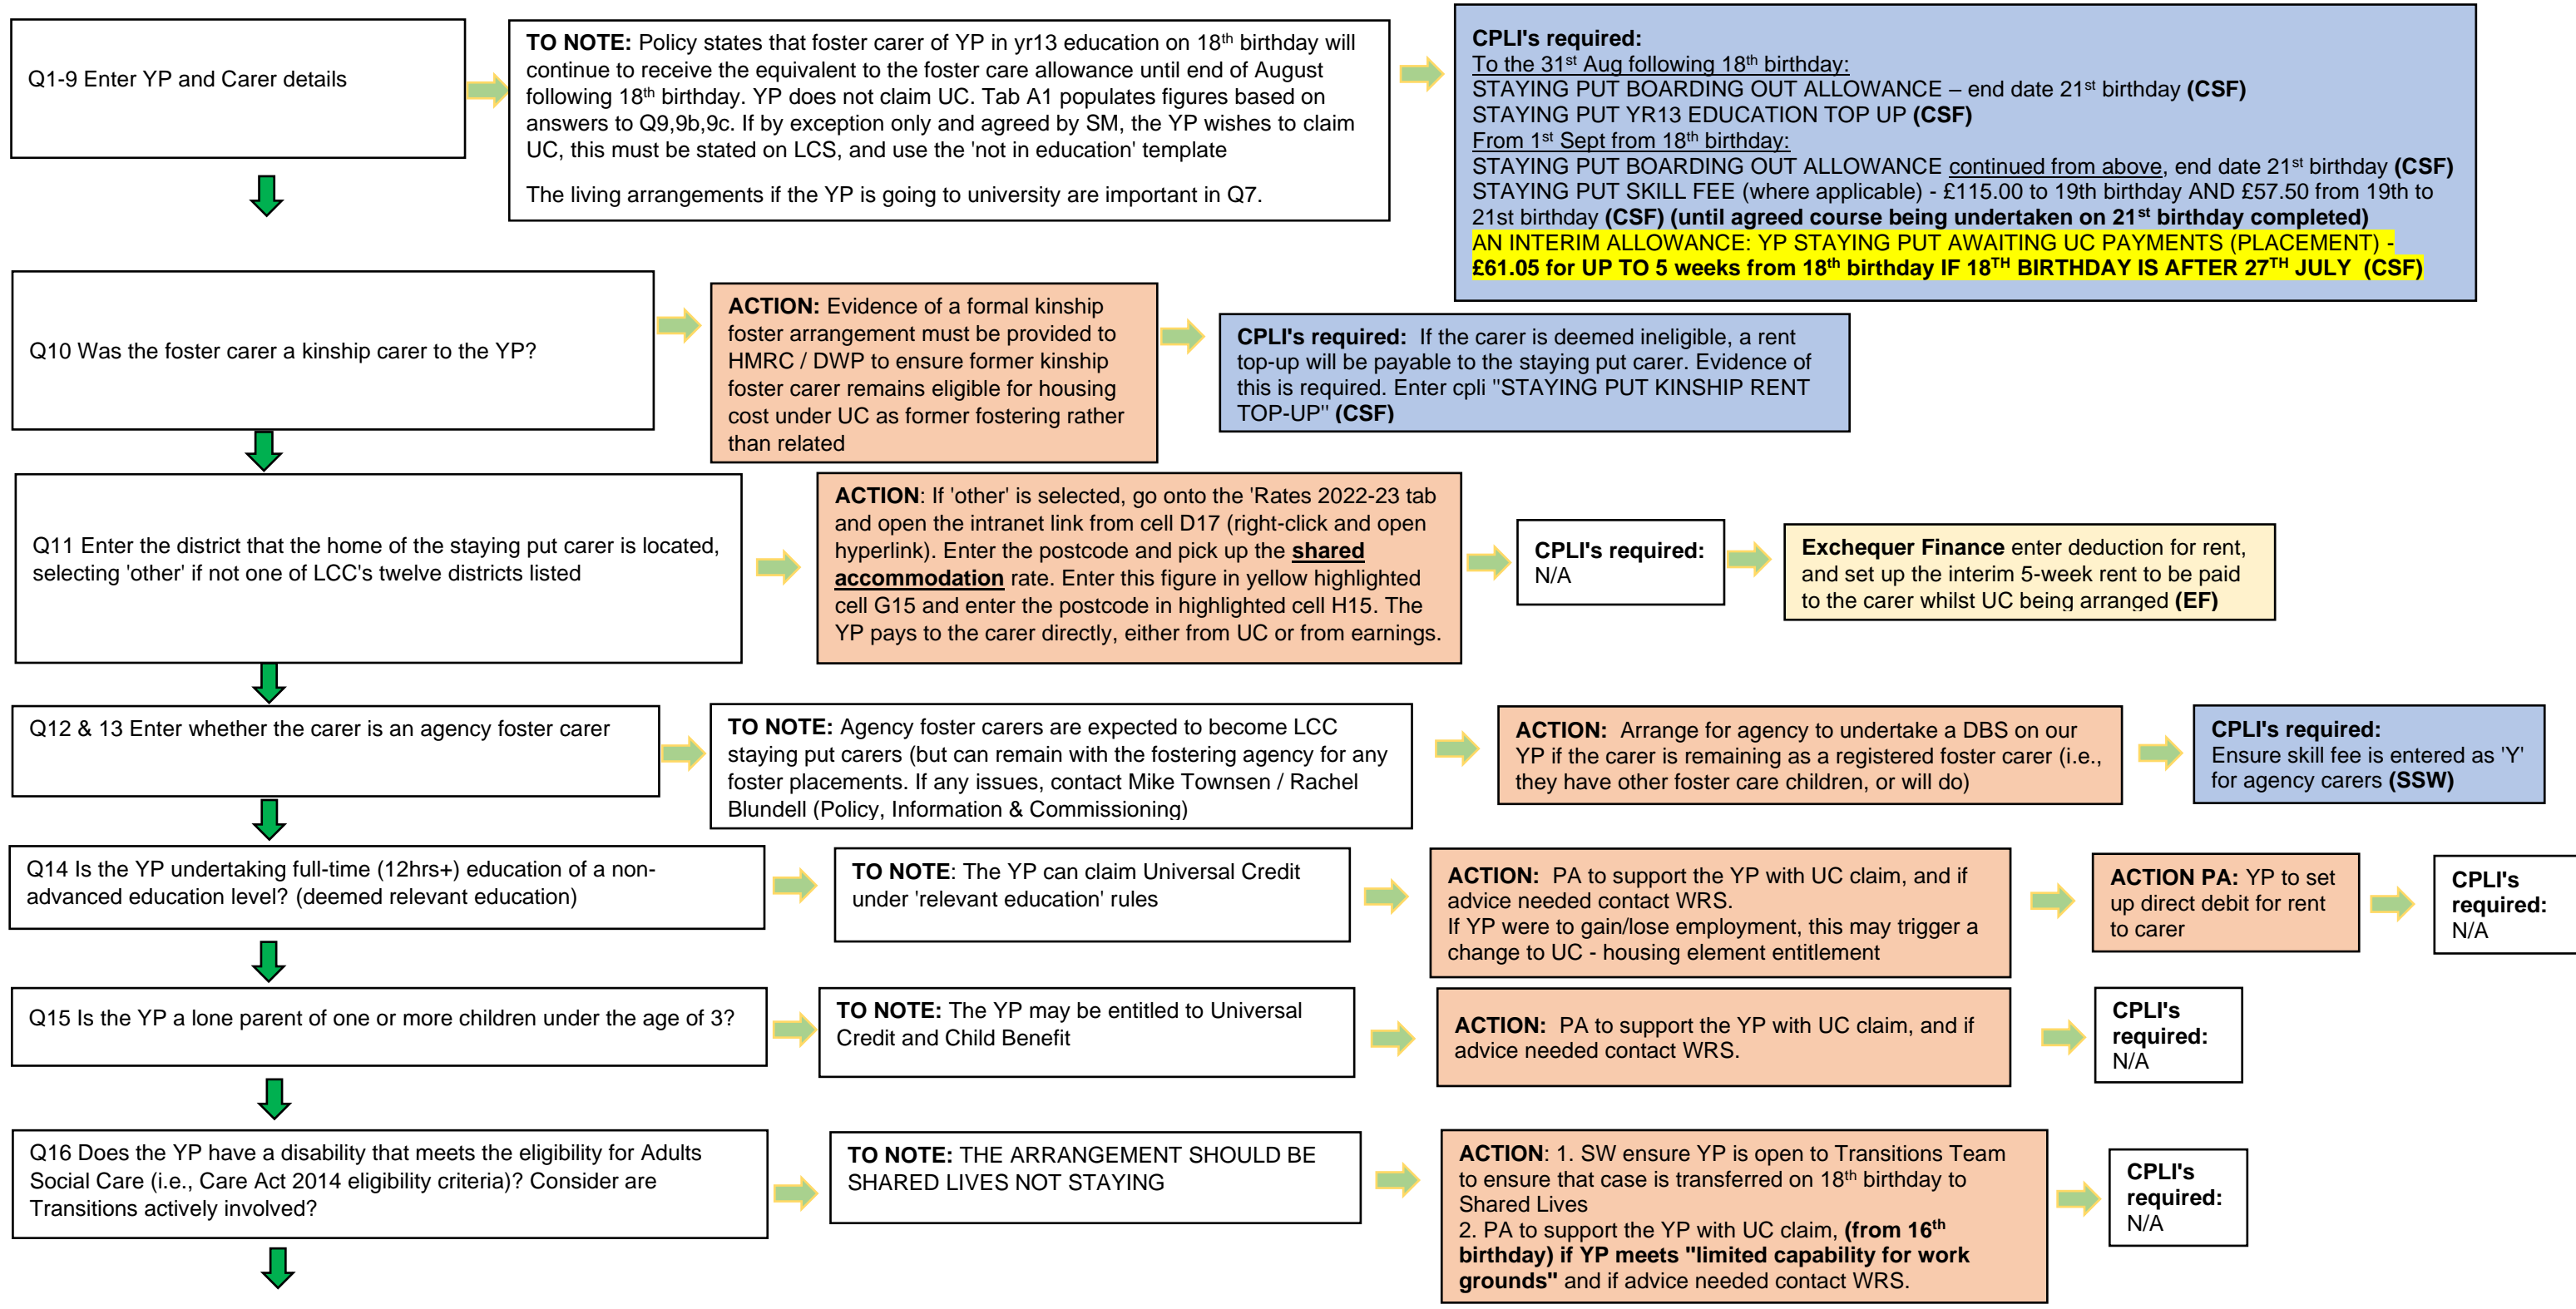 Q1-9 Enter YP and Carer details
TO NOTE: Policy states that foster carer of YP in yr13 education on 18th birthday will
continue to receive the equivalent to the foster care allowance until end of August
following 18th birthday. YP does not claim UC. Tab A1 populates figures based on
answers to Q9,9b,9c. If by exception only and agreed by SM, the YP wishes to claim
UC, this must be stated on LCS, and use the 'not in education' template
The living arrangements if the YP is going to university are important in Q7.
CPLI's required:
To the 31st Aug following 18th birthday:
STAYING PUT BOARDING OUT ALLOWANCE – end date 21st birthday (CSF)
STAYING PUT YR13 EDUCATION TOP UP (CSF)
From 1st Sept from 18th birthday:
STAYING PUT BOARDING OUT ALLOWANCE continued from above, end date 21st birthday (CSF)
STAYING PUT SKILL FEE (where applicable) - £115.00 to 19th birthday AND £57.50 from 19th to
21st birthday (CSF) (until agreed course being undertaken on 21st birthday completed)
AN INTERIM ALLOWANCE: YP STAYING PUT AWAITING UC PAYMENTS (PLACEMENT) -
£61.05 for UP TO 5 weeks from 18th birthday IF 18TH BIRTHDAY IS AFTER 27TH JULY (CSF)
Q10 Was the foster carer a kinship carer to the YP?
ACTION: Evidence of a formal kinship
foster arrangement must be provided to
HMRC / DWP to ensure former kinship
foster carer remains eligible for housing
cost under UC as former fostering rather
than related
CPLI's required: If the carer is deemed ineligible, a rent
top-up will be payable to the staying put carer. Evidence of
this is required. Enter cpli "STAYING PUT KINSHIP RENT
TOP-UP" (CSF)
Q11 Enter the district that the home of the staying put carer is located,
selecting 'other' if not one of LCC's twelve districts listed
ACTION: If 'other' is selected, go onto the 'Rates 2022-23 tab
and open the intranet link from cell D17 (right-click and open
hyperlink). Enter the postcode and pick up the shared
accommodation rate. Enter this figure in yellow highlighted
cell G15 and enter the postcode in highlighted cell H15. The
YP pays to the carer directly, either from UC or from earnings.
CPLI's required:
N/A
Exchequer Finance enter deduction for rent,
and set up the interim 5-week rent to be paid
to the carer whilst UC being arranged (EF)
Q12 & 13 Enter whether the carer is an agency foster carer
TO NOTE: Agency foster carers are expected to become LCC
staying put carers (but can remain with the fostering agency for any
foster placements. If any issues, contact Mike Townsen / Rachel
Blundell (Policy, Information & Commissioning)
ACTION: Arrange for agency to undertake a DBS on our
YP if the carer is remaining as a registered foster carer (i.e.,
they have other foster care children, or will do)
CPLI's required:
Ensure skill fee is entered as 'Y'
for agency carers (SSW)
Q14 Is the YP undertaking full-time (12hrs+) education of a non-
advanced education level? (deemed relevant education)
TO NOTE: The YP can claim Universal Credit
under 'relevant education' rules
ACTION: PA to support the YP with UC claim, and if
advice needed contact WRS.
If YP were to gain/lose employment, this may trigger a
change to UC - housing element entitlement
ACTION PA: YP to set
up direct debit for rent
to carer
CPLI's
required:
N/A
Q15 Is the YP a lone parent of one or more children under the age of 3?
TO NOTE: The YP may be entitled to Universal
Credit and Child Benefit
ACTION: PA to support the YP with UC claim, and if
advice needed contact WRS.
CPLI's
required:
N/A
Q16 Does the YP have a disability that meets the eligibility for Adults
Social Care (i.e., Care Act 2014 eligibility criteria)? Consider are
Transitions actively involved?
TO NOTE: THE ARRANGEMENT SHOULD BE
SHARED LIVES NOT STAYING
ACTION: 1. SW ensure YP is open to Transitions Team
to ensure that case is transferred on 18th birthday to
Shared Lives
2. PA to support the YP with UC claim, (from 16th
birthday) if YP meets "limited capability for work
grounds" and if advice needed contact WRS.
CPLI's
required:
N/A